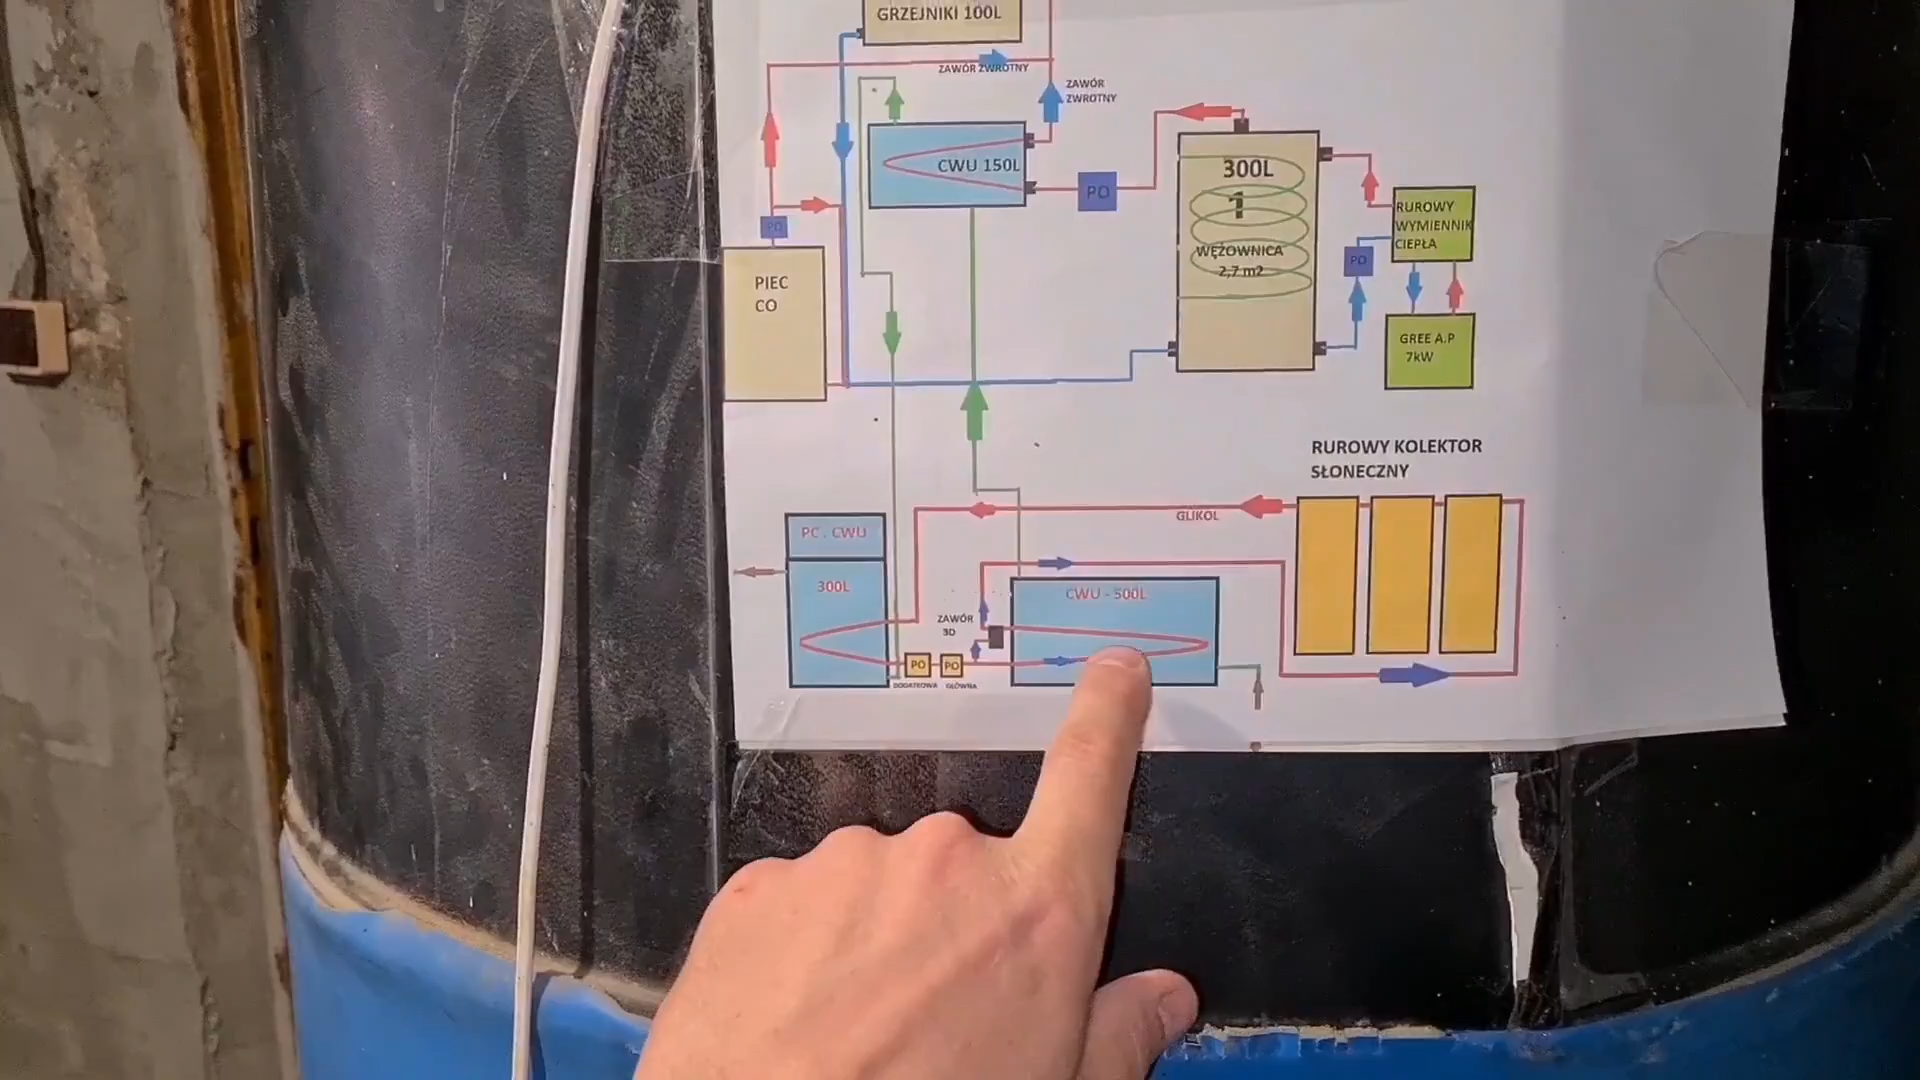 GRZEJNIKI 100L
ZAWÓR ZWROTNY
ZAWÓR
ZWROTNY
CWU 150L
PO
300L
1
WĘŻOWNICA
2,7 m2
RUROWY
WYMIENNIK
CIEPŁA
PO
PO
PIEC
CO
GREE A.P
7kW
RUROWY KOLEKTOR
SŁONECZNY
GLIKOL
PC . CWU
300L
CWU - 500L
ZAWÓR
3D
PO
PO
DODATKOWA
GŁÓWNA